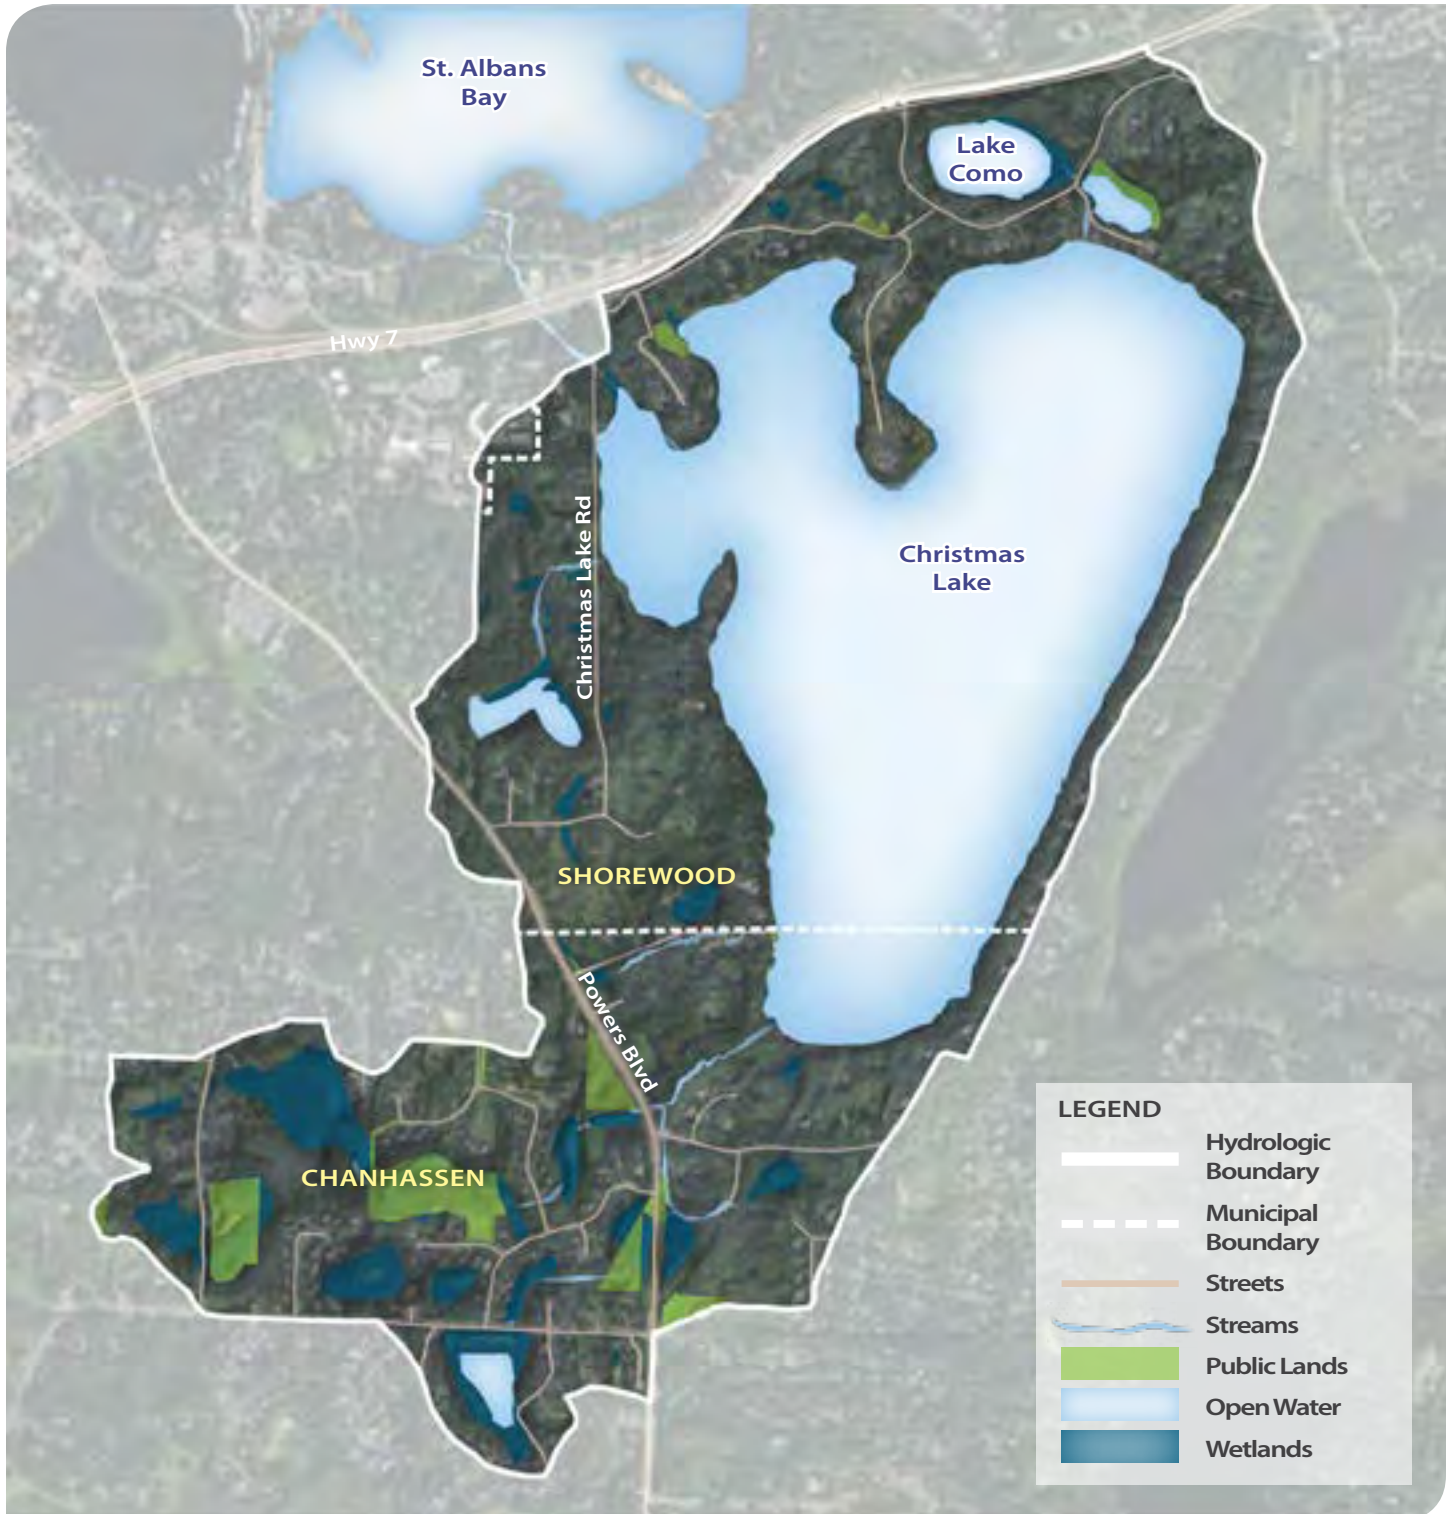 St. Albans
Bay
Lake
Como
Hwy 7
Christmas Lake Rd
Christmas
Lake
SHOREWOOD
Powers Blvd
CHANHASSEN
LEGEND
Hydrologic
Boundary
Municipal
Boundary
Streets
Streams
Public Lands
Open Water
Wetlands